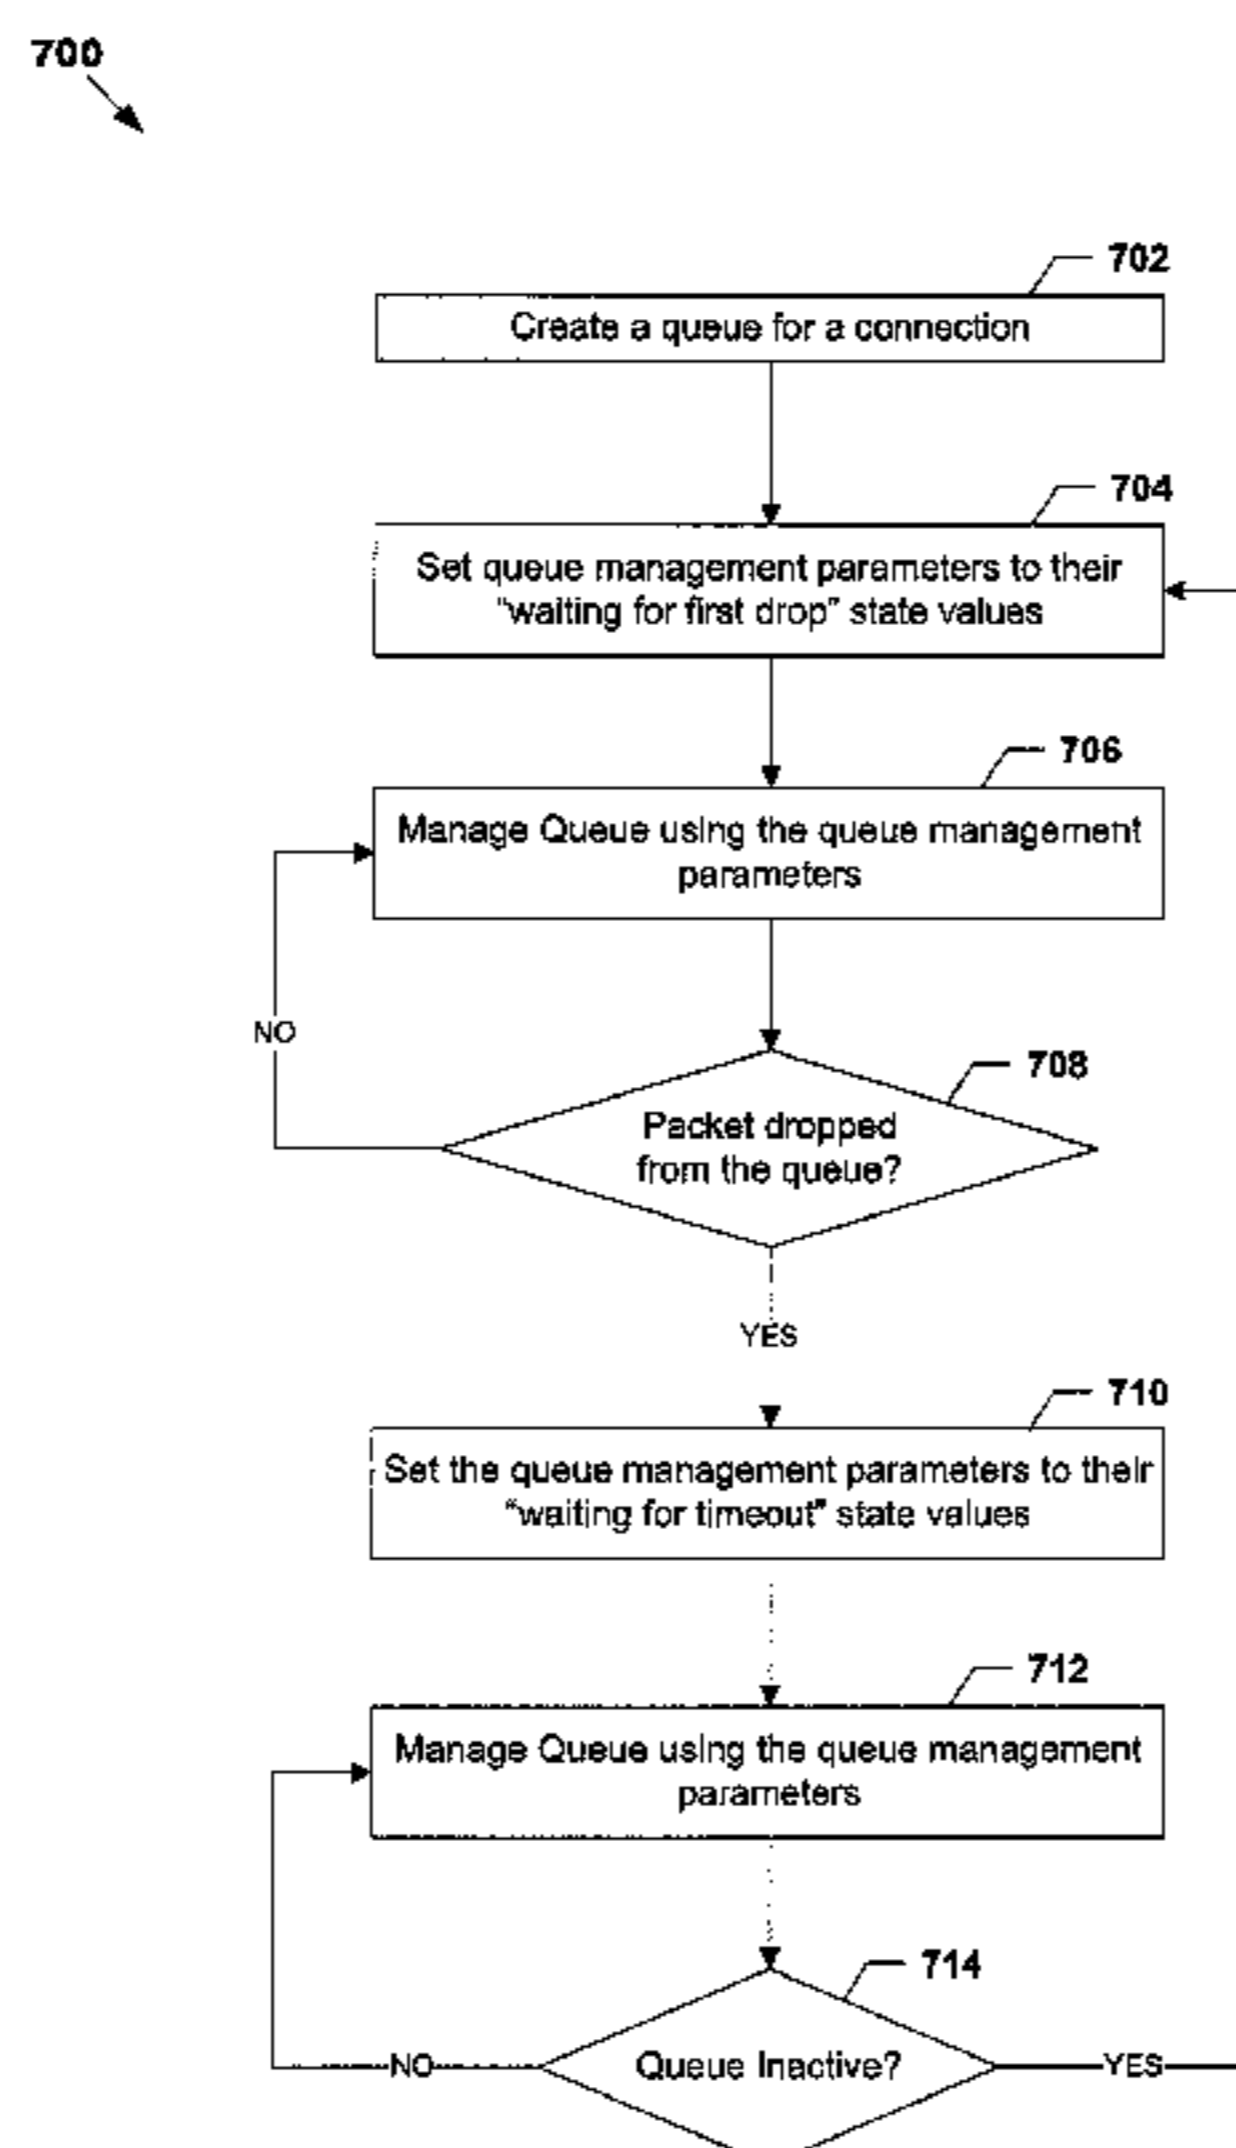 700
702
Create a queue for a connection
704
Set queue management parameters to their
"waiting for first drop" state values
706
Manage Queue using the queue management
parameters
NO
708
Packet dropped
from the queue?
YES
710
Set the queue management parameters to their
"waiting for timeout" state values
712
Manage Queue using the queue management
parameters
714
NO
Queue Inactive?
YES